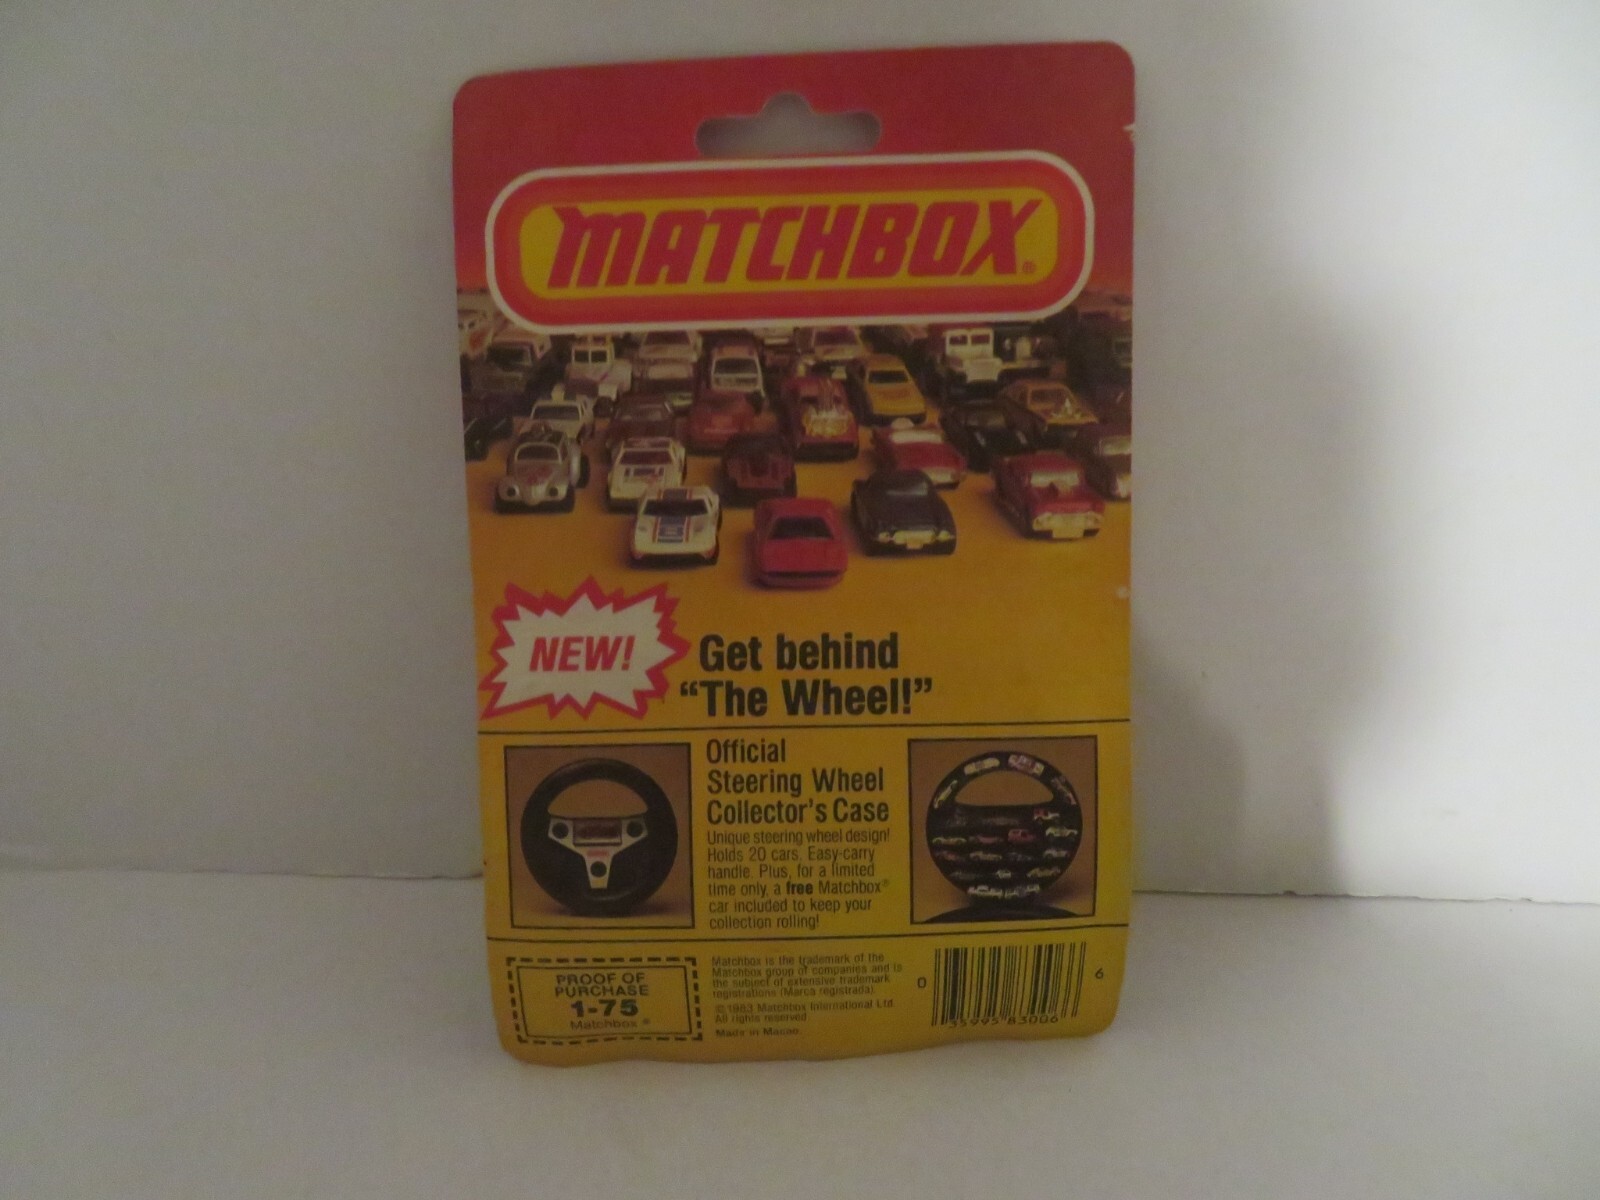 MATCHBOX®
NEW!
Get behind
“The Wheel!”
Official
Steering Wheel
Collector's Case
Unique steering wheel design!
Holds 20 cars. Easy-carry
handle. Plus, for a limited
time only, a free Matchbox®
car included to keep your
collection rolling!
PROOF OF
PURCHASE
1-75
Matchbox®
Matchbox is the trademark of the
Matchbox group of companies and is
the subject of extensive trademark
registrations (Marca registrada).
©1983 Matchbox International Ltd.
All rights reserved
Made in Macao.
0 35995 83006 6